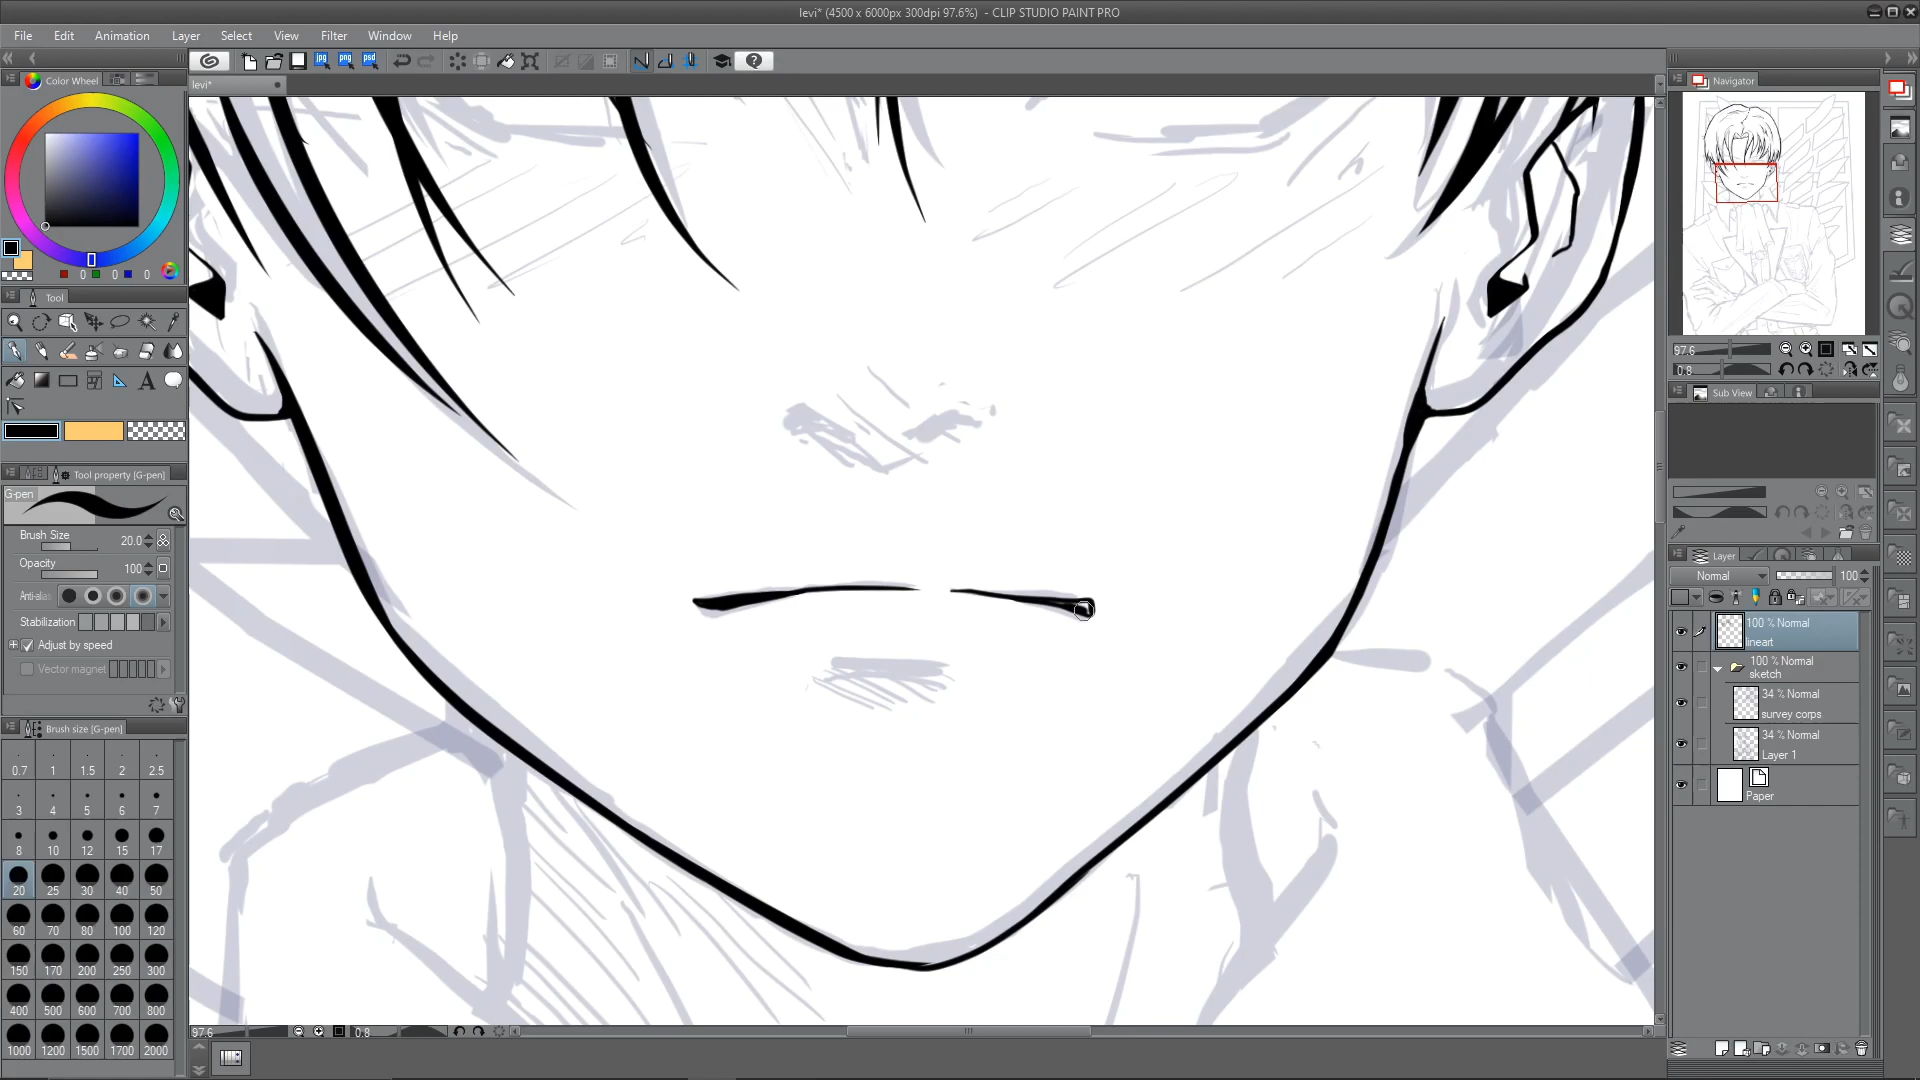 levi* (4500 x 6000px 300dpi 97.6%) - CLIP STUDIO PAINT PRO
File Edit Animation Layer Select View Filter Window Help
jpg png psd
levi*
Color Wheel
0 0 0
Tool
Tool property [G-pen]
G-pen
Brush Size 20.0
Opacity 100
Anti-alias
Stabilization
Adjust by speed
Vector magnet
Brush size [G-pen]
0.7 1 1.5 2 2.5
3 4 5 6 7
8 10 12 15 17
20 25 30 40 50
60 70 80 100 120
150 170 200 250 300
400 500 600 700 800
1000 1200 1500 1700 2000
97.6 0.8
Navigator
97.6
0.8
Sub View
Layer
Normal 100
100 % Normal
lineart
100 % Normal
sketch
34 % Normal
survey corps
34 % Normal
Layer 1
Paper